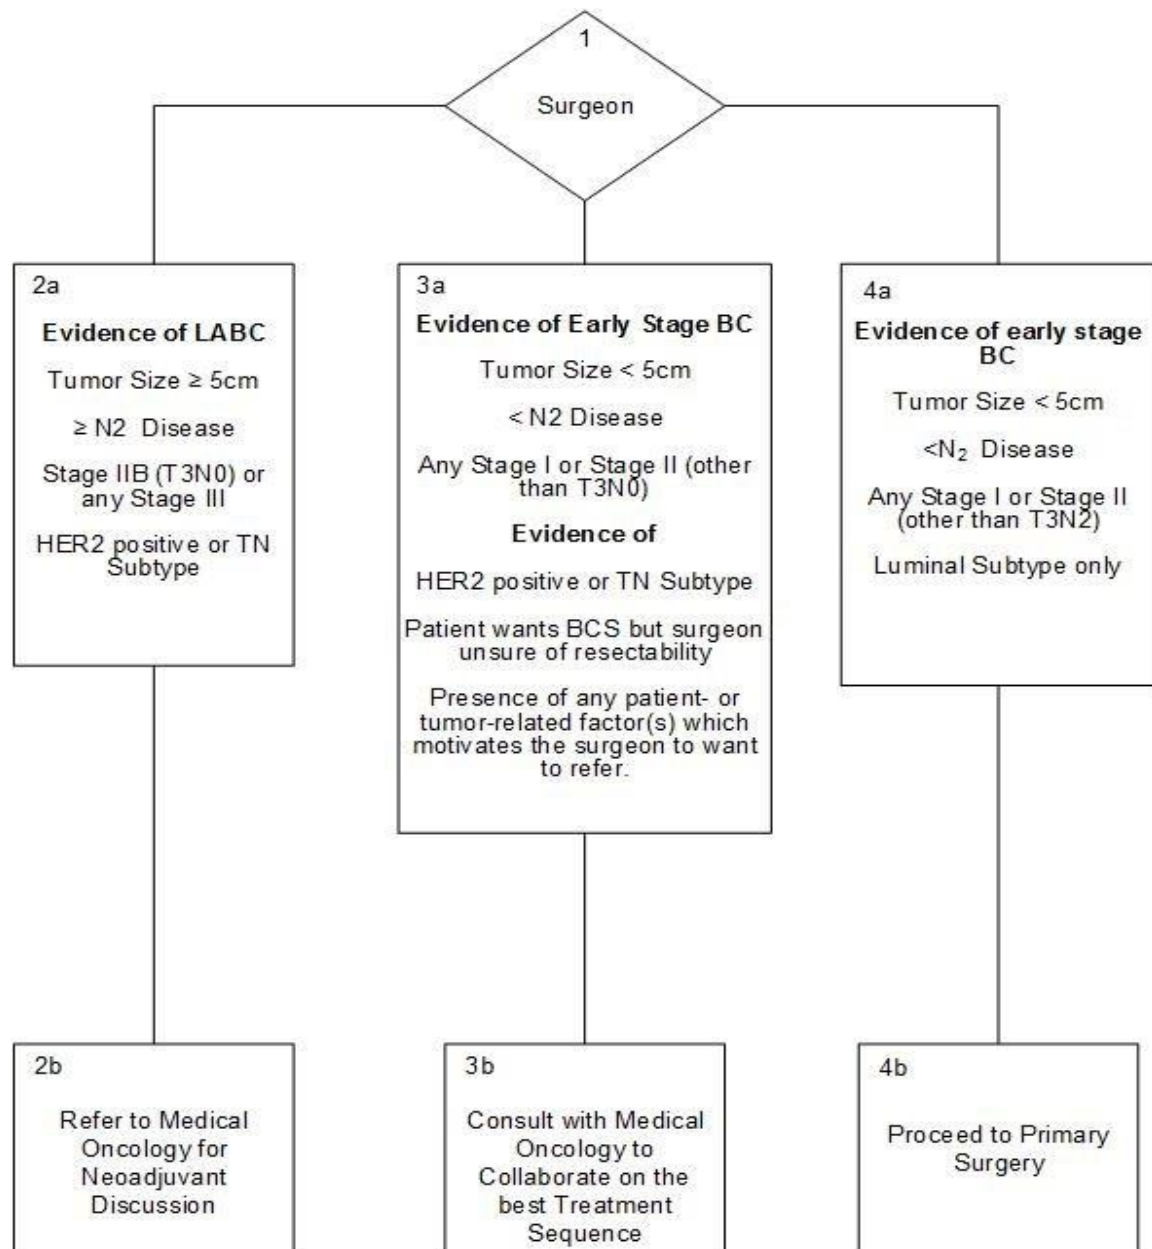 1
Surgeon
2a
Evidence of LABC
Tumor Size ≥ 5cm
≥ N2 Disease
Stage IIB (T3N0) or
any Stage III
HER2 positive or TN
Subtype
3a
Evidence of Early Stage BC
Tumor Size < 5cm
< N2 Disease
Any Stage I or Stage II (other
than T3N0)
Evidence of
HER2 positive or TN Subtype
Patient wants BCS but surgeon
unsure of resectability
Presence of any patient- or
tumor-related factor(s) which
motivates the surgeon to want
to refer.
4a
Evidence of early stage
BC
Tumor Size < 5cm
<N₂ Disease
Any Stage I or Stage II
(other than T3N2)
Luminal Subtype only
2b
Refer to Medical
Oncology for
Neoadjuvant
Discussion
3b
Consult with Medical
Oncology to
Collaborate on the
best Treatment
Sequence
4b
Proceed to Primary
Surgery